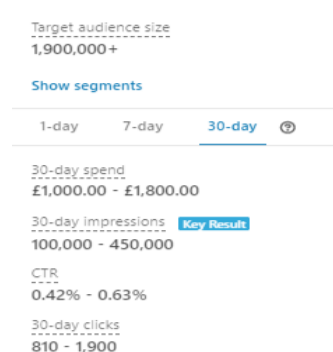 Target audience size
1,900,000+
Show segments
1-day 7-day 30-day ?
30-day spend
£1,000.00 - £1,800.00
30-day impressions Key Result
100,000 - 450,000
CTR
0.42% - 0.63%
30-day clicks
810 - 1,900